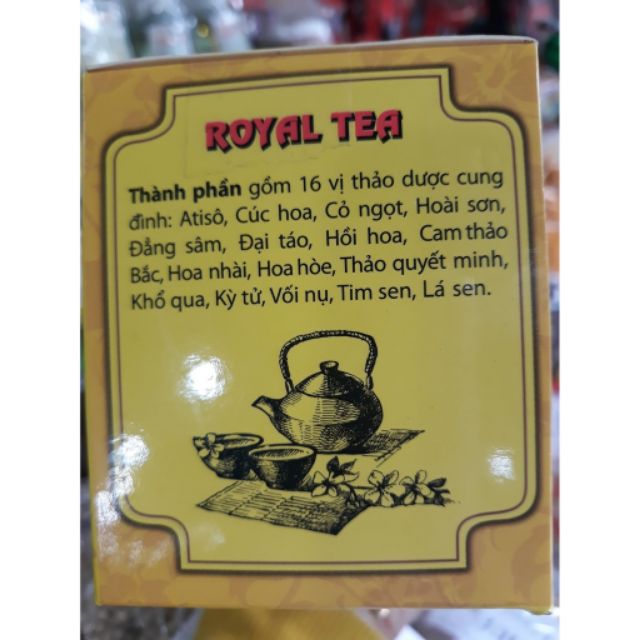 ROYAL TEA
Thành phần gồm 16 vị thảo dược cung
đình: Atisô, Cúc hoa, Cỏ ngọt, Hoài sơn,
Đẳng sâm, Đại táo, Hồi hoa, Cam thảo
Bắc, Hoa nhài, Hoa hòe, Thảo quyết minh,
Khổ qua, Kỳ tử, Vối nụ, Tim sen, Lá sen.